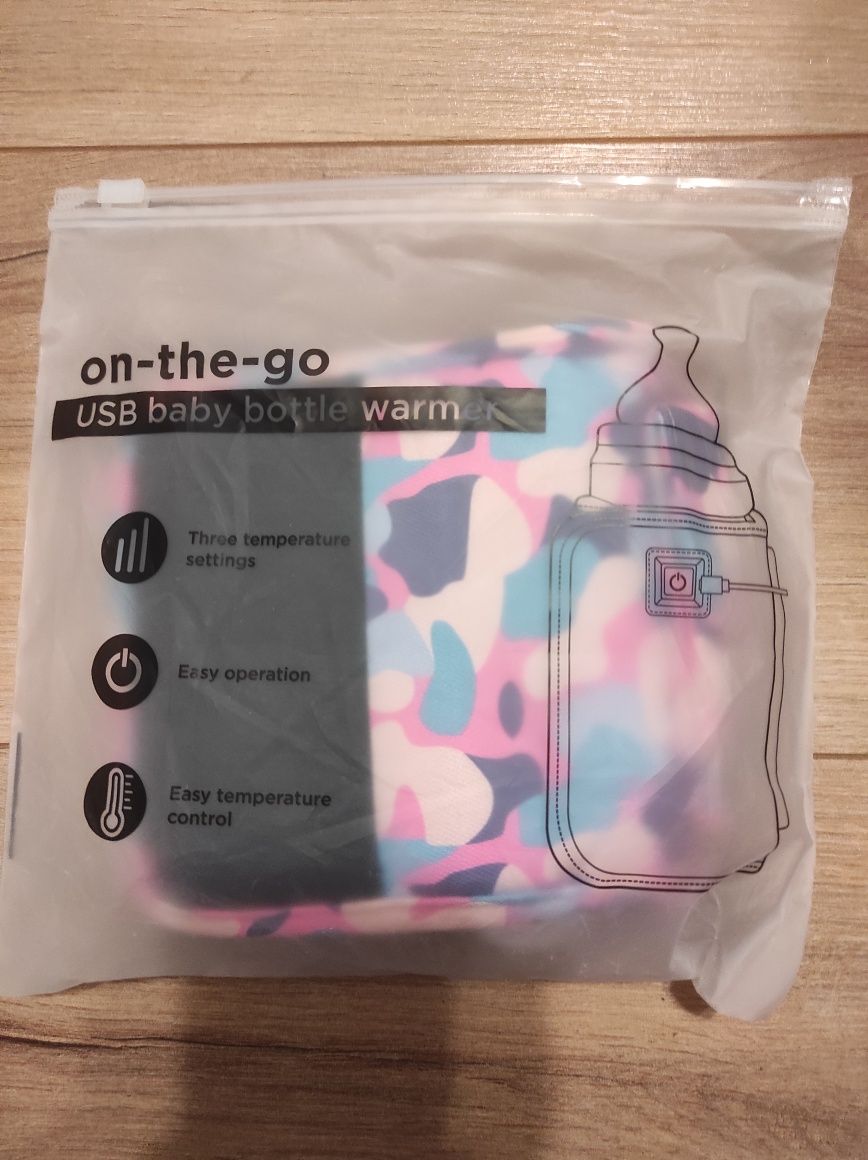 on-the-go
USB baby bottle warmer
Three temperature
settings
Easy operation
Easy temperature
control